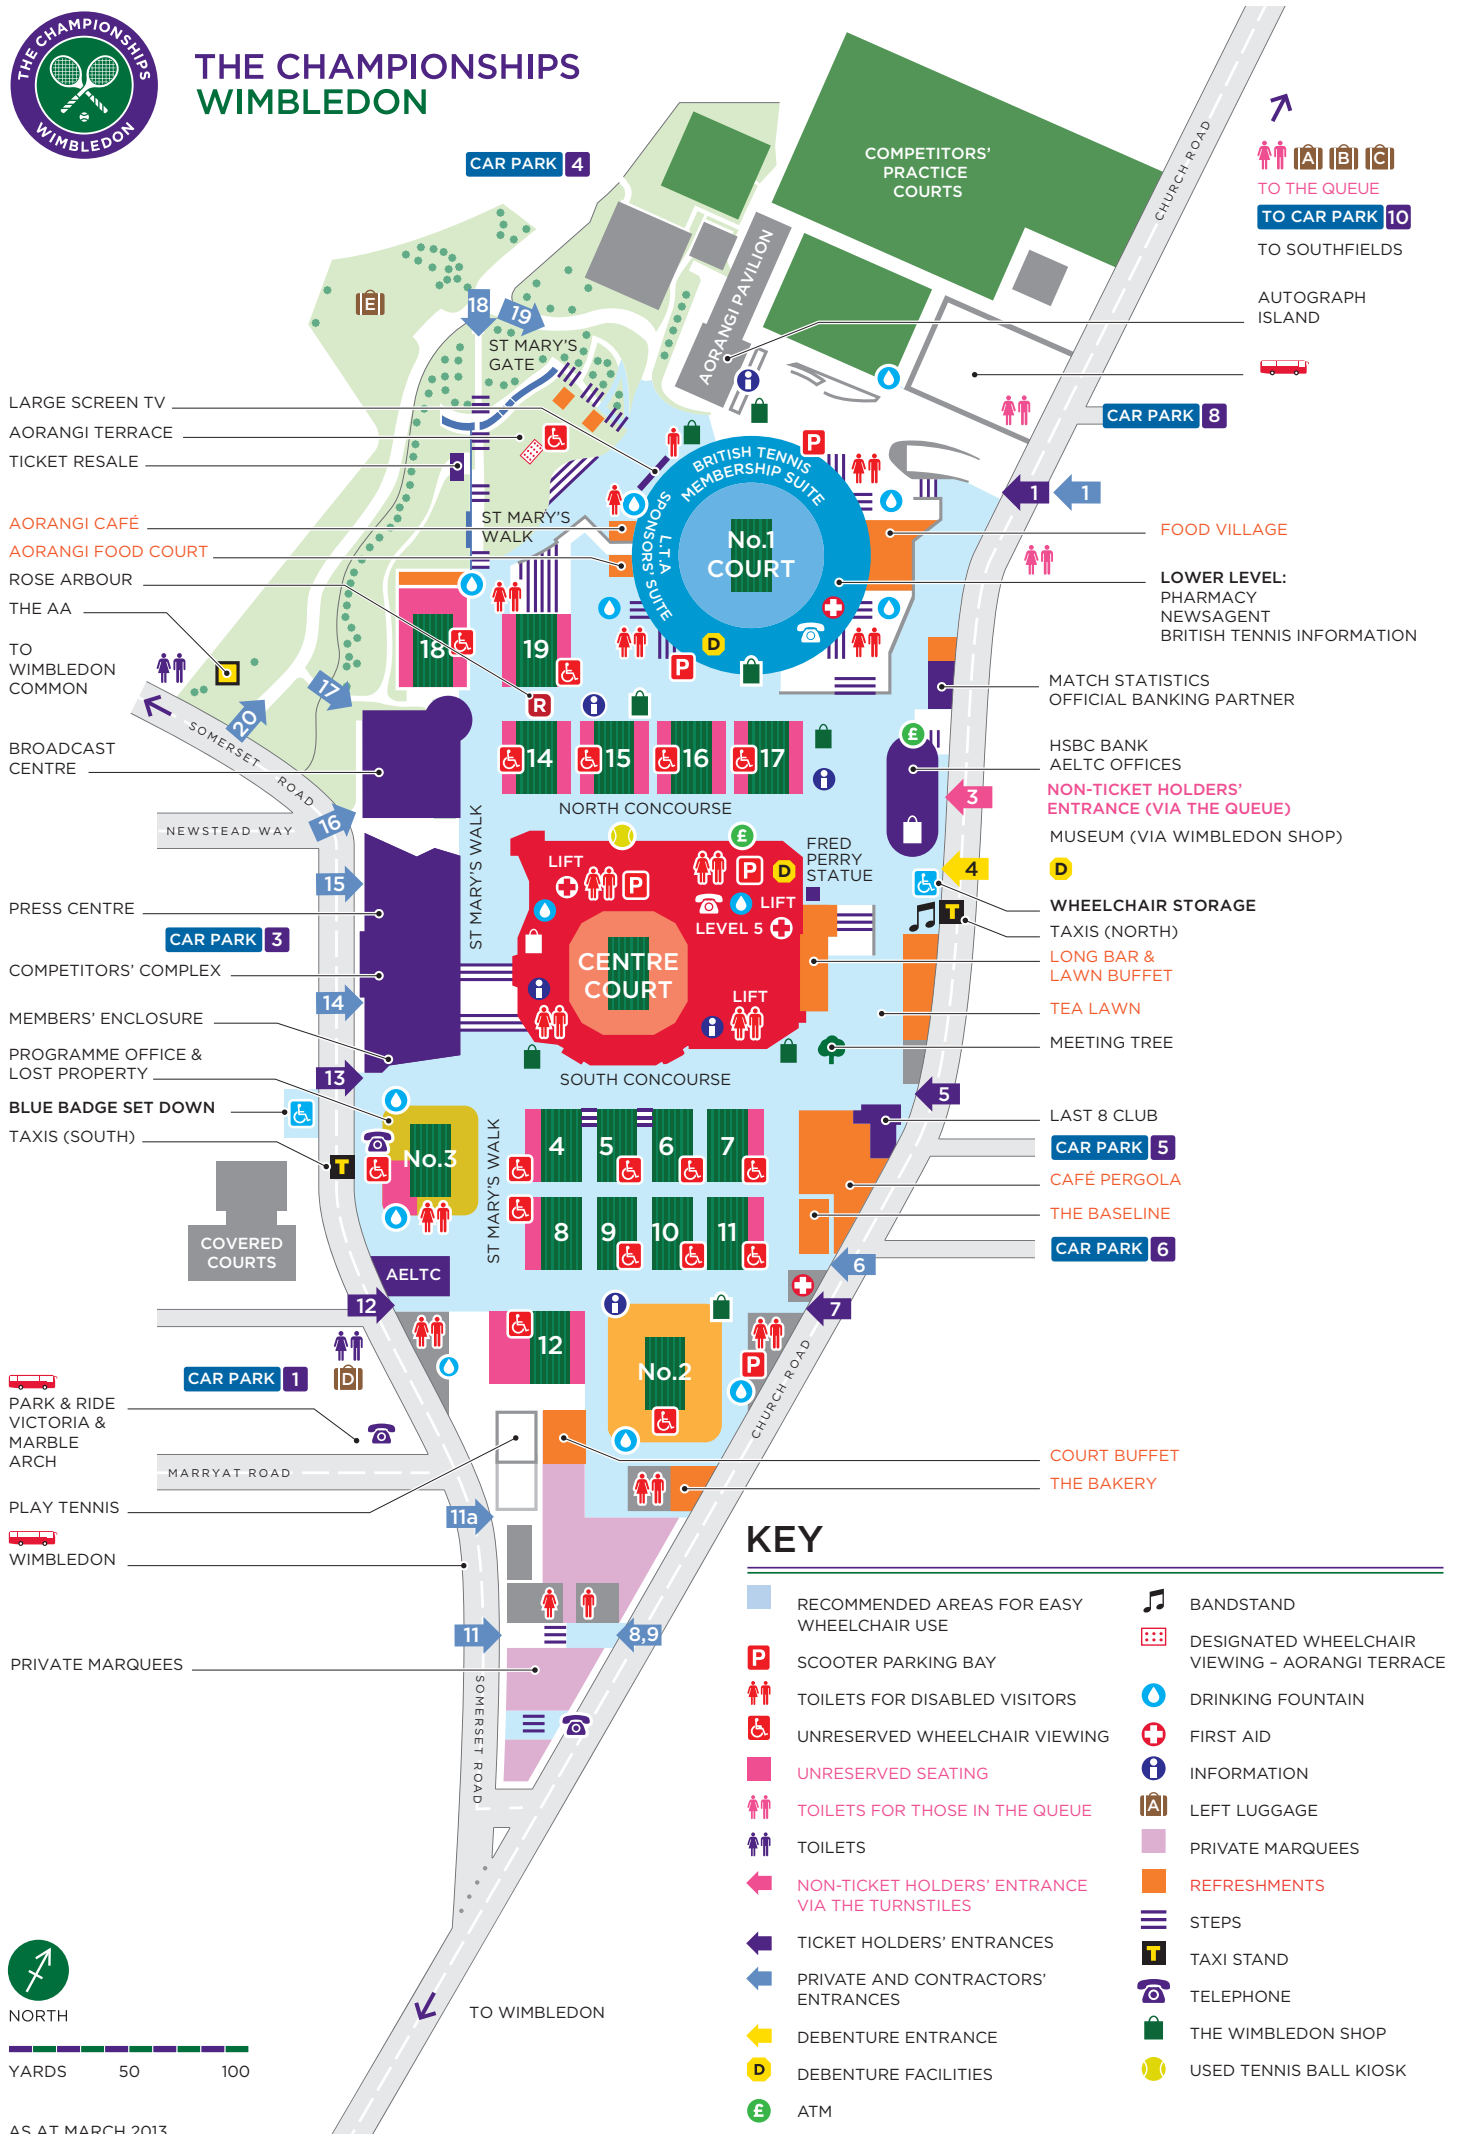 THE CHAMPIONSHIPS
WIMBLEDON
THE CHAMPIONSHIPS
WIMBLEDON
CAR PARK 4
COMPETITORS'
PRACTICE
COURTS
CHURCH ROAD
A B C
TO THE QUEUE
TO CAR PARK 10
TO SOUTHFIELDS
AUTOGRAPH
ISLAND
CAR PARK 8
E
18
19
ST MARY'S
GATE
AORANGI PAVILION
LARGE SCREEN TV
AORANGI TERRACE
TICKET RESALE
AORANGI CAFÉ
AORANGI FOOD COURT
ROSE ARBOUR
THE AA
TO
WIMBLEDON
COMMON
ST MARY'S
WALK
BRITISH TENNIS
MEMBERSHIP SUITE
L.T.A
SPONSORS' SUITE
No.1
COURT
P
P
D
1
1
FOOD VILLAGE
LOWER LEVEL:
PHARMACY
NEWSAGENT
BRITISH TENNIS INFORMATION
MATCH STATISTICS
OFFICIAL BANKING PARTNER
HSBC BANK
AELTC OFFICES
3
NON-TICKET HOLDERS'
ENTRANCE (VIA THE QUEUE)
MUSEUM (VIA WIMBLEDON SHOP)
4
D
WHEELCHAIR STORAGE
T
TAXIS (NORTH)
LONG BAR &
LAWN BUFFET
TEA LAWN
MEETING TREE
18
19
R
14
15
16
17
£
NORTH CONCOURSE
17
20
SOMERSET ROAD
BROADCAST
CENTRE
NEWSTEAD WAY
16
15
PRESS CENTRE
CAR PARK 3
COMPETITORS' COMPLEX
14
MEMBERS' ENCLOSURE
PROGRAMME OFFICE &
LOST PROPERTY
13
BLUE BADGE SET DOWN
TAXIS (SOUTH)
T
ST MARY'S WALK
LIFT
P
£
P
D
LIFT
LEVEL 5
FRED
PERRY
STATUE
CENTRE
COURT
LIFT
SOUTH CONCOURSE
5
LAST 8 CLUB
CAR PARK 5
CAFÉ PERGOLA
THE BASELINE
CAR PARK 6
No.3
ST MARY'S WALK
4
5
6
7
8
9
10
11
COVERED
COURTS
AELTC
12
6
7
12
No.2
P
CHURCH ROAD
CAR PARK 1
D
PARK & RIDE
VICTORIA &
MARBLE
ARCH
MARRYAT ROAD
PLAY TENNIS
WIMBLEDON
11a
COURT BUFFET
THE BAKERY
11
8,9
PRIVATE MARQUEES
SOMERSET ROAD
KEY
RECOMMENDED AREAS FOR EASY
WHEELCHAIR USE
P SCOOTER PARKING BAY
TOILETS FOR DISABLED VISITORS
UNRESERVED WHEELCHAIR VIEWING
UNRESERVED SEATING
TOILETS FOR THOSE IN THE QUEUE
TOILETS
NON-TICKET HOLDERS' ENTRANCE
VIA THE TURNSTILES
TICKET HOLDERS' ENTRANCES
PRIVATE AND CONTRACTORS'
ENTRANCES
DEBENTURE ENTRANCE
D DEBENTURE FACILITIES
£ ATM
BANDSTAND
DESIGNATED WHEELCHAIR
VIEWING – AORANGI TERRACE
DRINKING FOUNTAIN
FIRST AID
INFORMATION
A LEFT LUGGAGE
PRIVATE MARQUEES
REFRESHMENTS
STEPS
T TAXI STAND
TELEPHONE
THE WIMBLEDON SHOP
USED TENNIS BALL KIOSK
NORTH
YARDS 50 100
TO WIMBLEDON
AS AT MARCH 2013